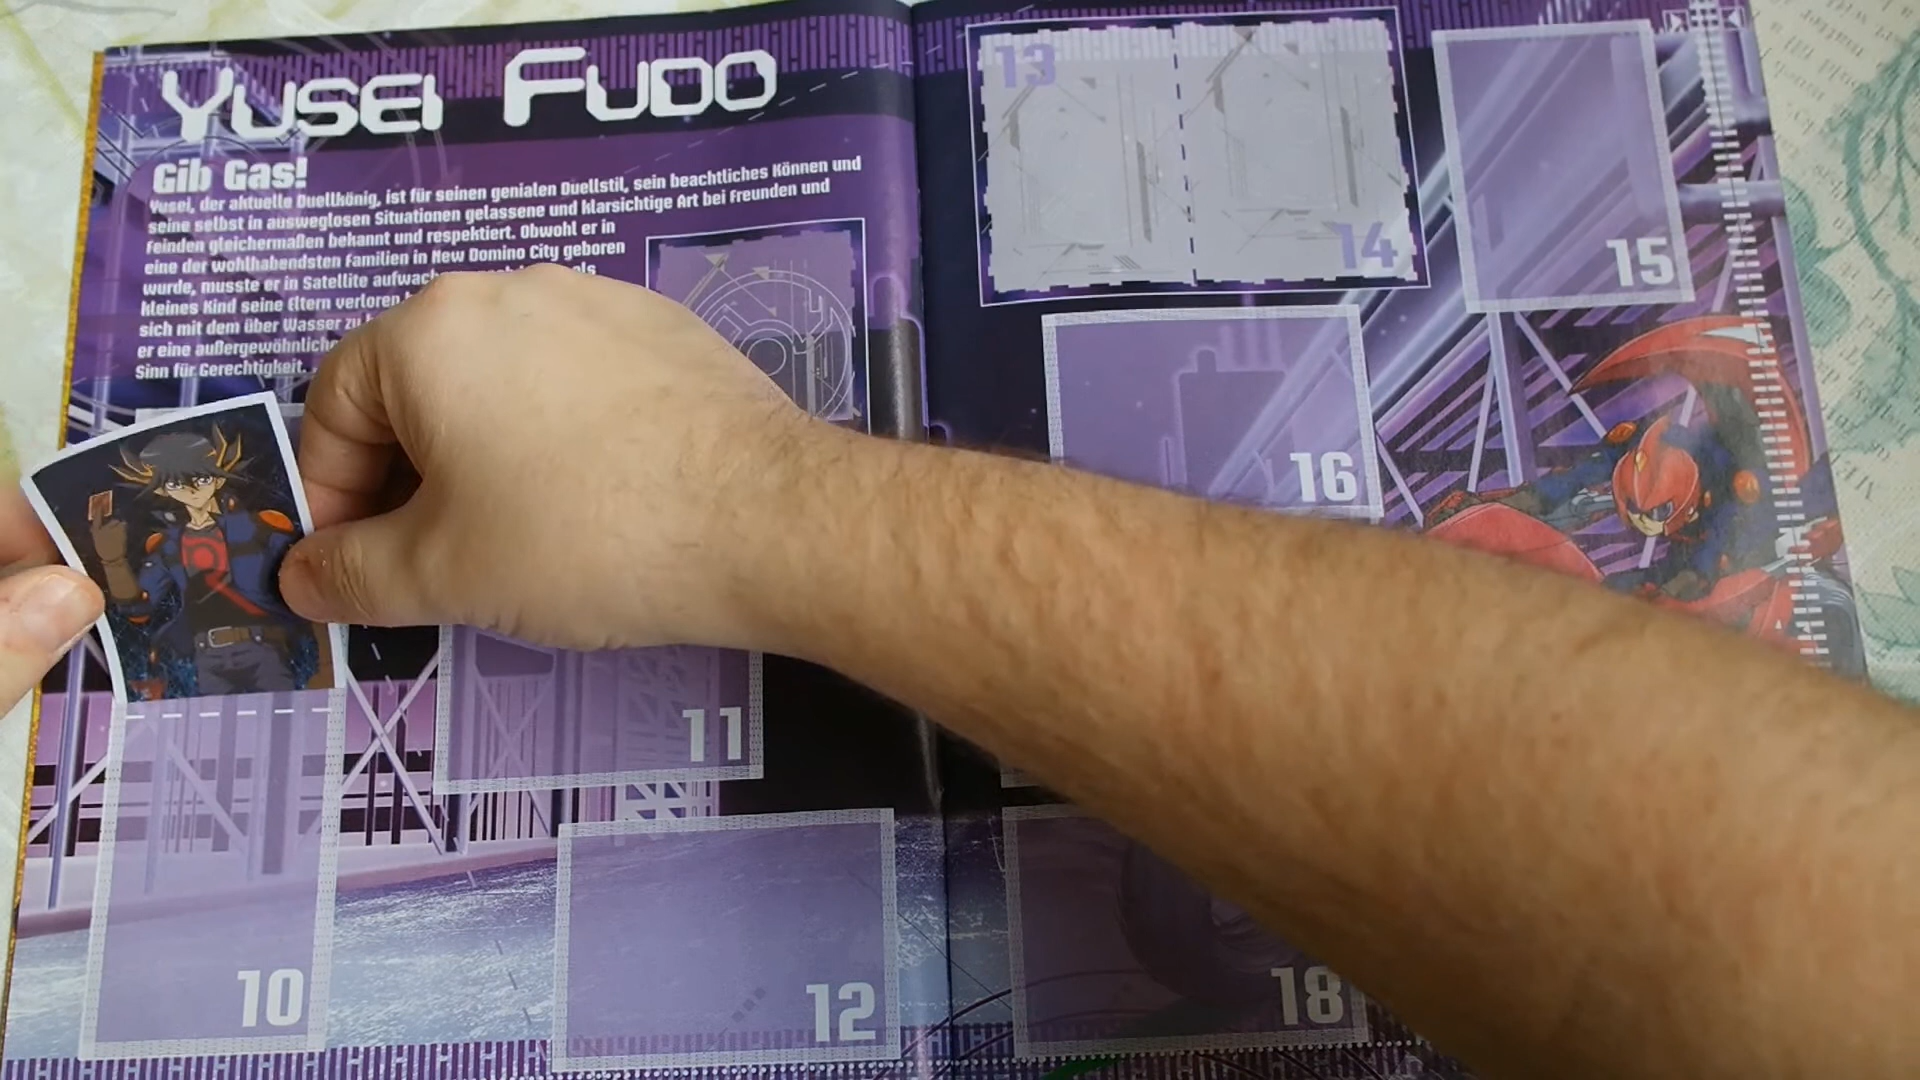 YUSEI FUDO
Gib Gas!
Yusei, der aktuelle Duellkönig, ist für seinen genialen Duellstil, sein beachtliches Können und
seine selbst in ausweglosen Situationen gelassene und klarsichtige Art bei Freunden und
Feinden gleichermaßen bekannt und respektiert. Obwohl er in
eine der wohlhabendsten Familien in New Domino City geboren
wurde, musste er in Satellite als
kleines Kind seine Eltern verloren
sich mit dem über Wasser zu
er eine
Sinn für Gerechtigkeit.
13
14
15
16
11
10
12
18